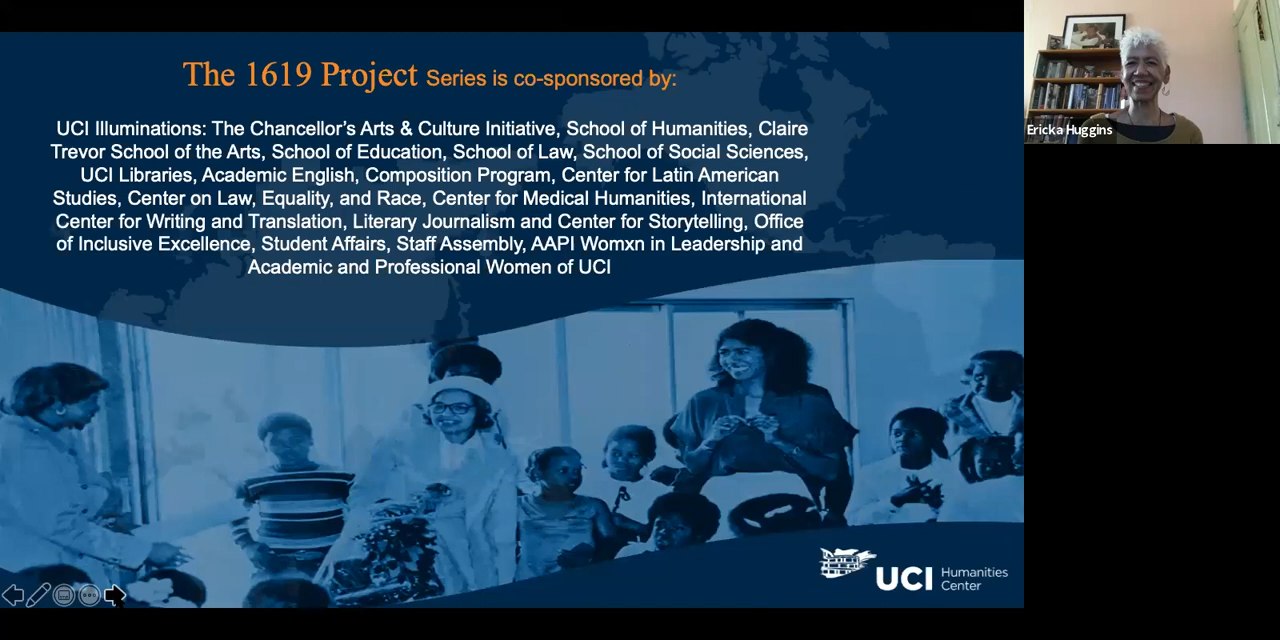 The 1619 Project Series is co-sponsored by:
UCI Illuminations: The Chancellor’s Arts & Culture Initiative, School of Humanities, Claire
Trevor School of the Arts, School of Education, School of Law, School of Social Sciences,
UCI Libraries, Academic English, Composition Program, Center for Latin American
Studies, Center on Law, Equality, and Race, Center for Medical Humanities, International
Center for Writing and Translation, Literary Journalism and Center for Storytelling, Office
of Inclusive Excellence, Student Affairs, Staff Assembly, AAPI Womxn in Leadership and
Academic and Professional Women of UCI
Ericka Huggins
UCI Humanities
Center